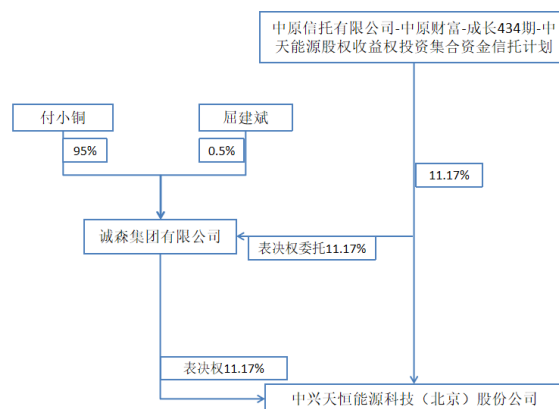 中原信托有限公司-中原财富-成长434期-中
天能源股权收益权投资集合资金信托计划
付小铜
屈建斌
95%
0.5%
11.17%
诚森集团有限公司
表决权委托11.17%
表决权11.17%
中兴天恒能源科技（北京）股份公司